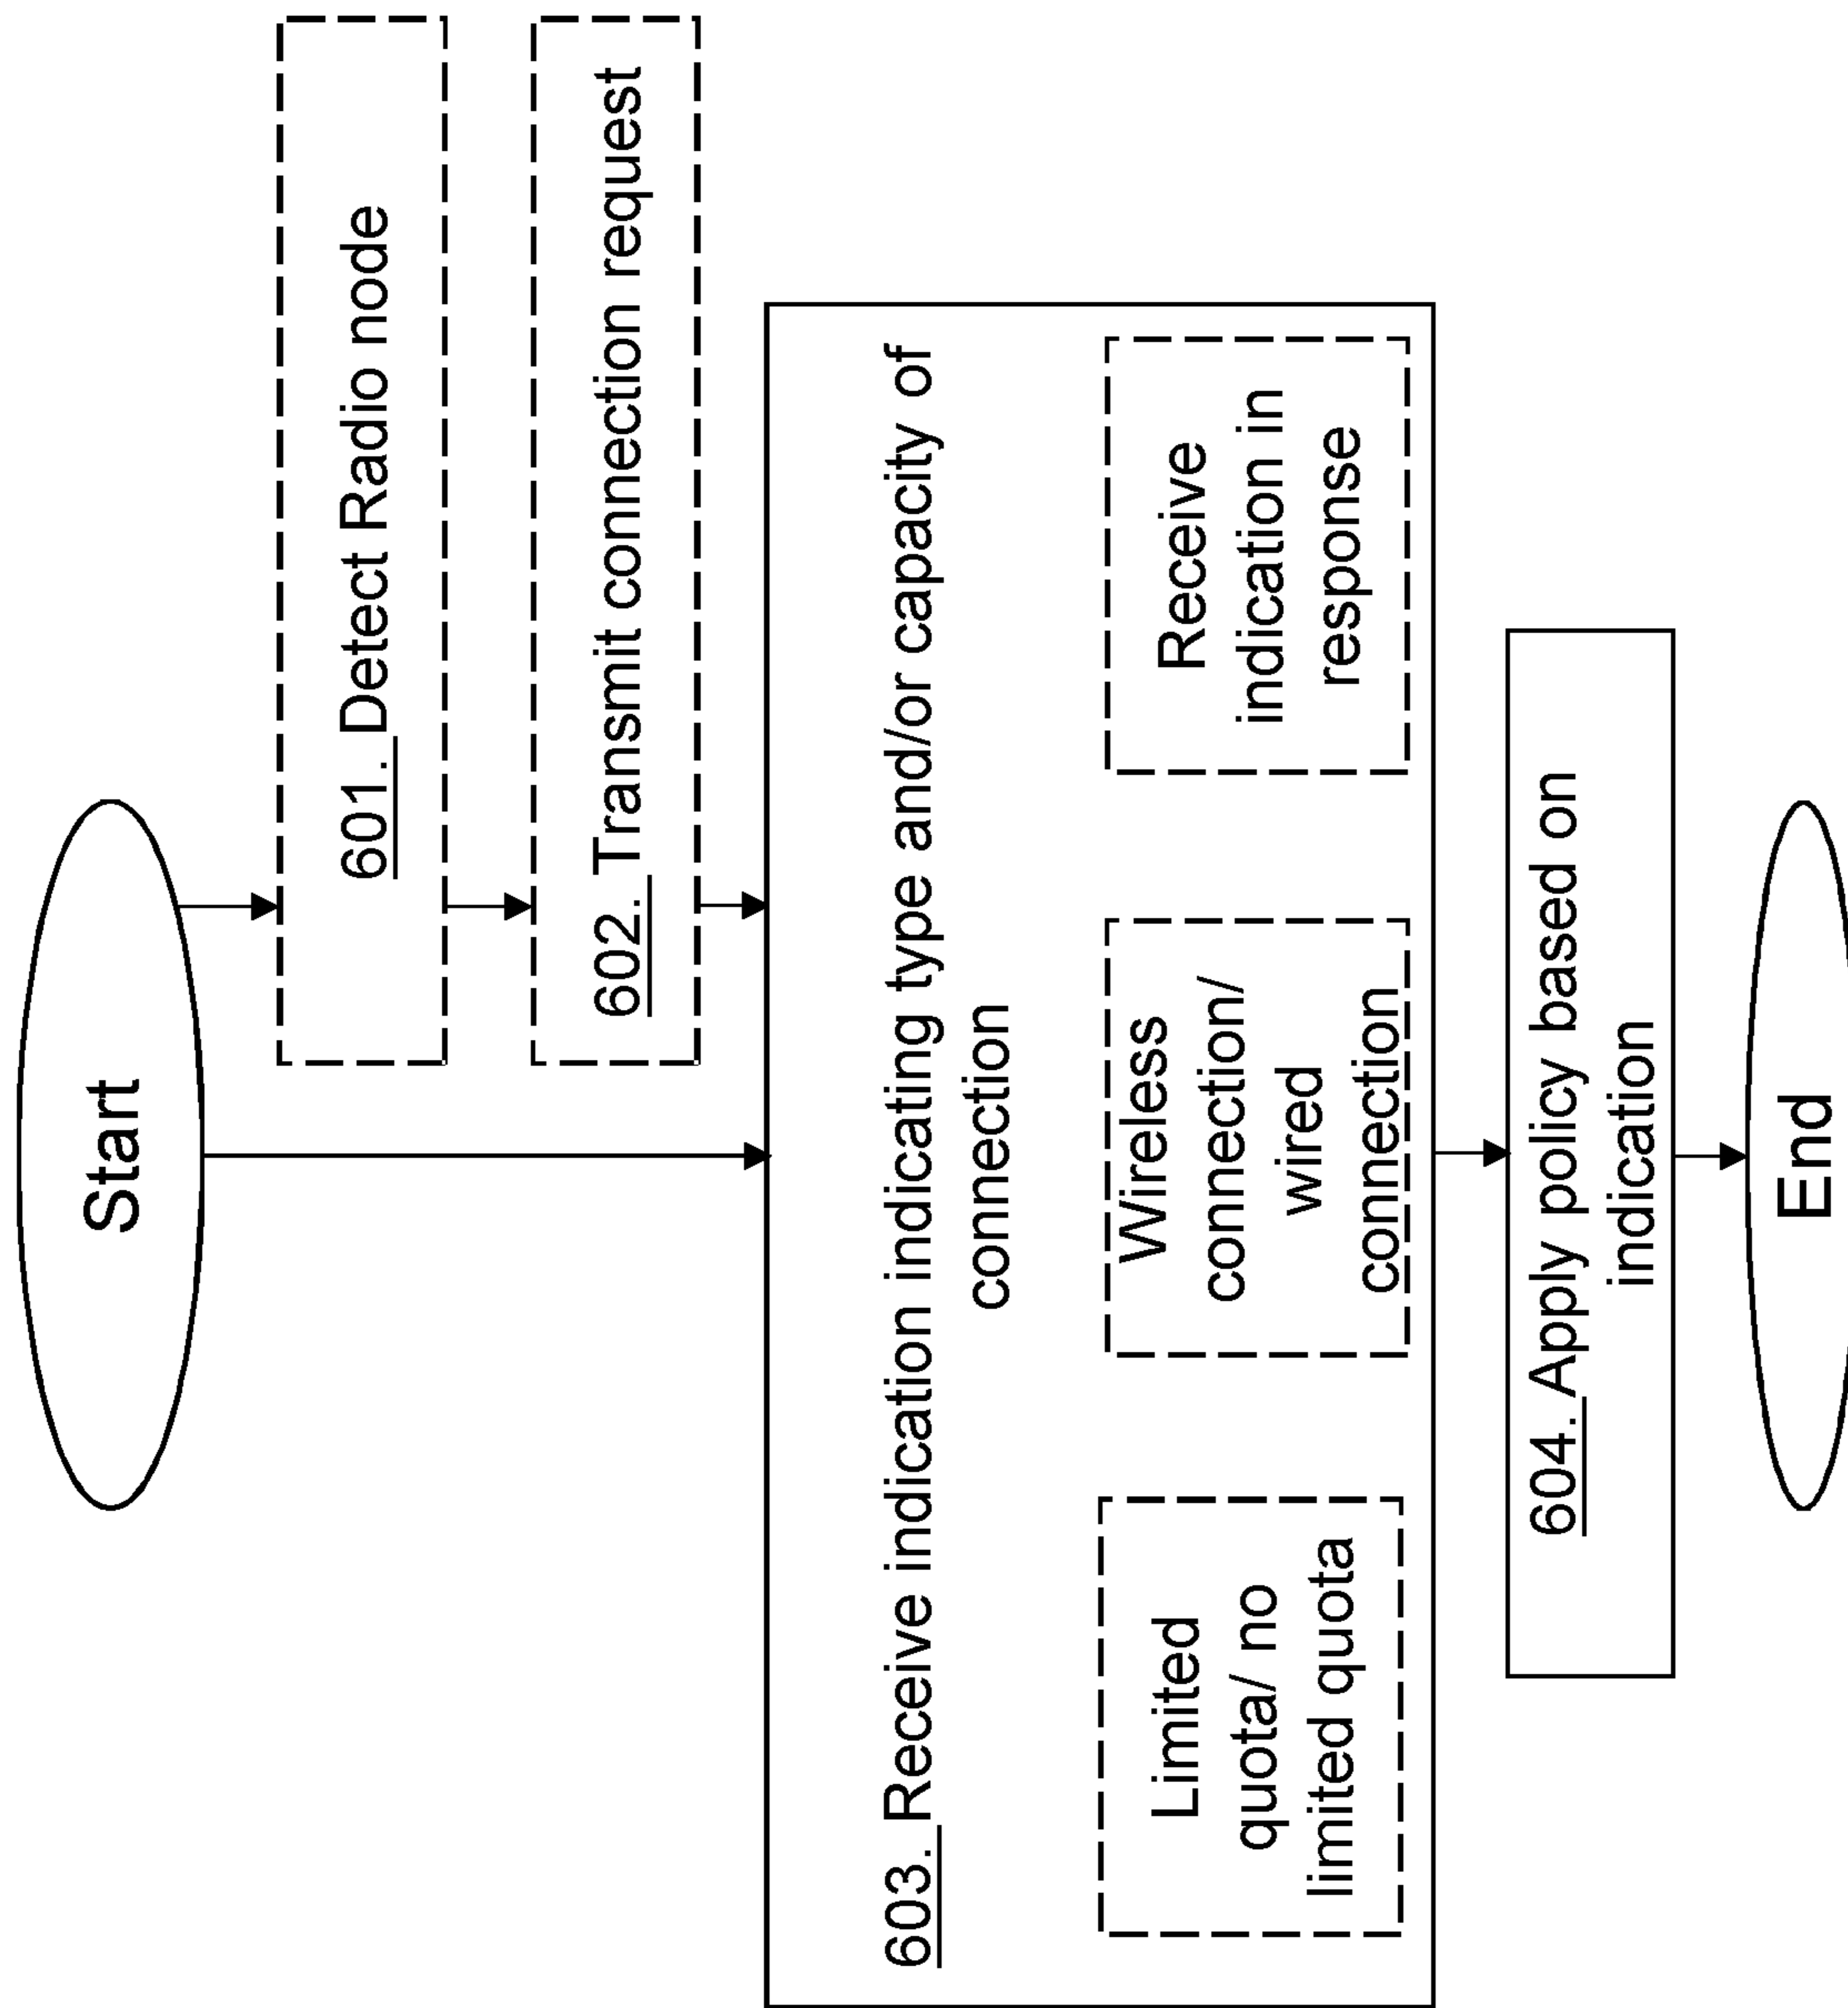 Start
601. Detect Radio node
602. Transmit connection request
603. Receive indication indicating type and/or capacity of
connection
Limited
quota/ no
limited quota
Wireless
connection/
wired
connection
Receive
indication in
response
604. Apply policy based on
indication
End